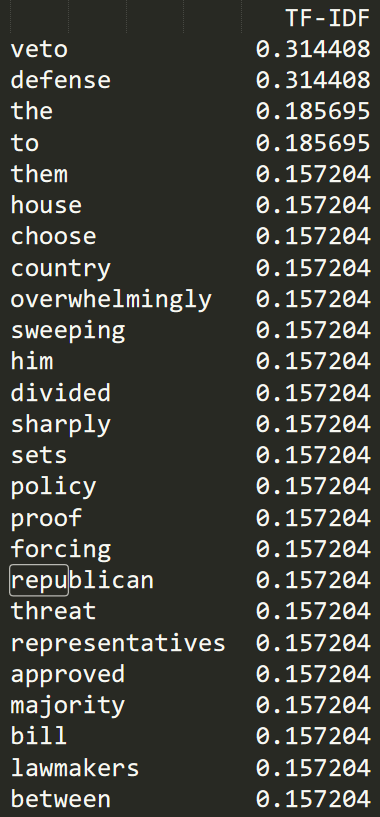 TF-IDF
veto 0.314408
defense 0.314408
the 0.185695
to 0.185695
them 0.157204
house 0.157204
choose 0.157204
country 0.157204
overwhelmingly 0.157204
sweeping 0.157204
him 0.157204
divided 0.157204
sharply 0.157204
sets 0.157204
policy 0.157204
proof 0.157204
forcing 0.157204
republican 0.157204
threat 0.157204
representatives 0.157204
approved 0.157204
majority 0.157204
bill 0.157204
lawmakers 0.157204
between 0.157204